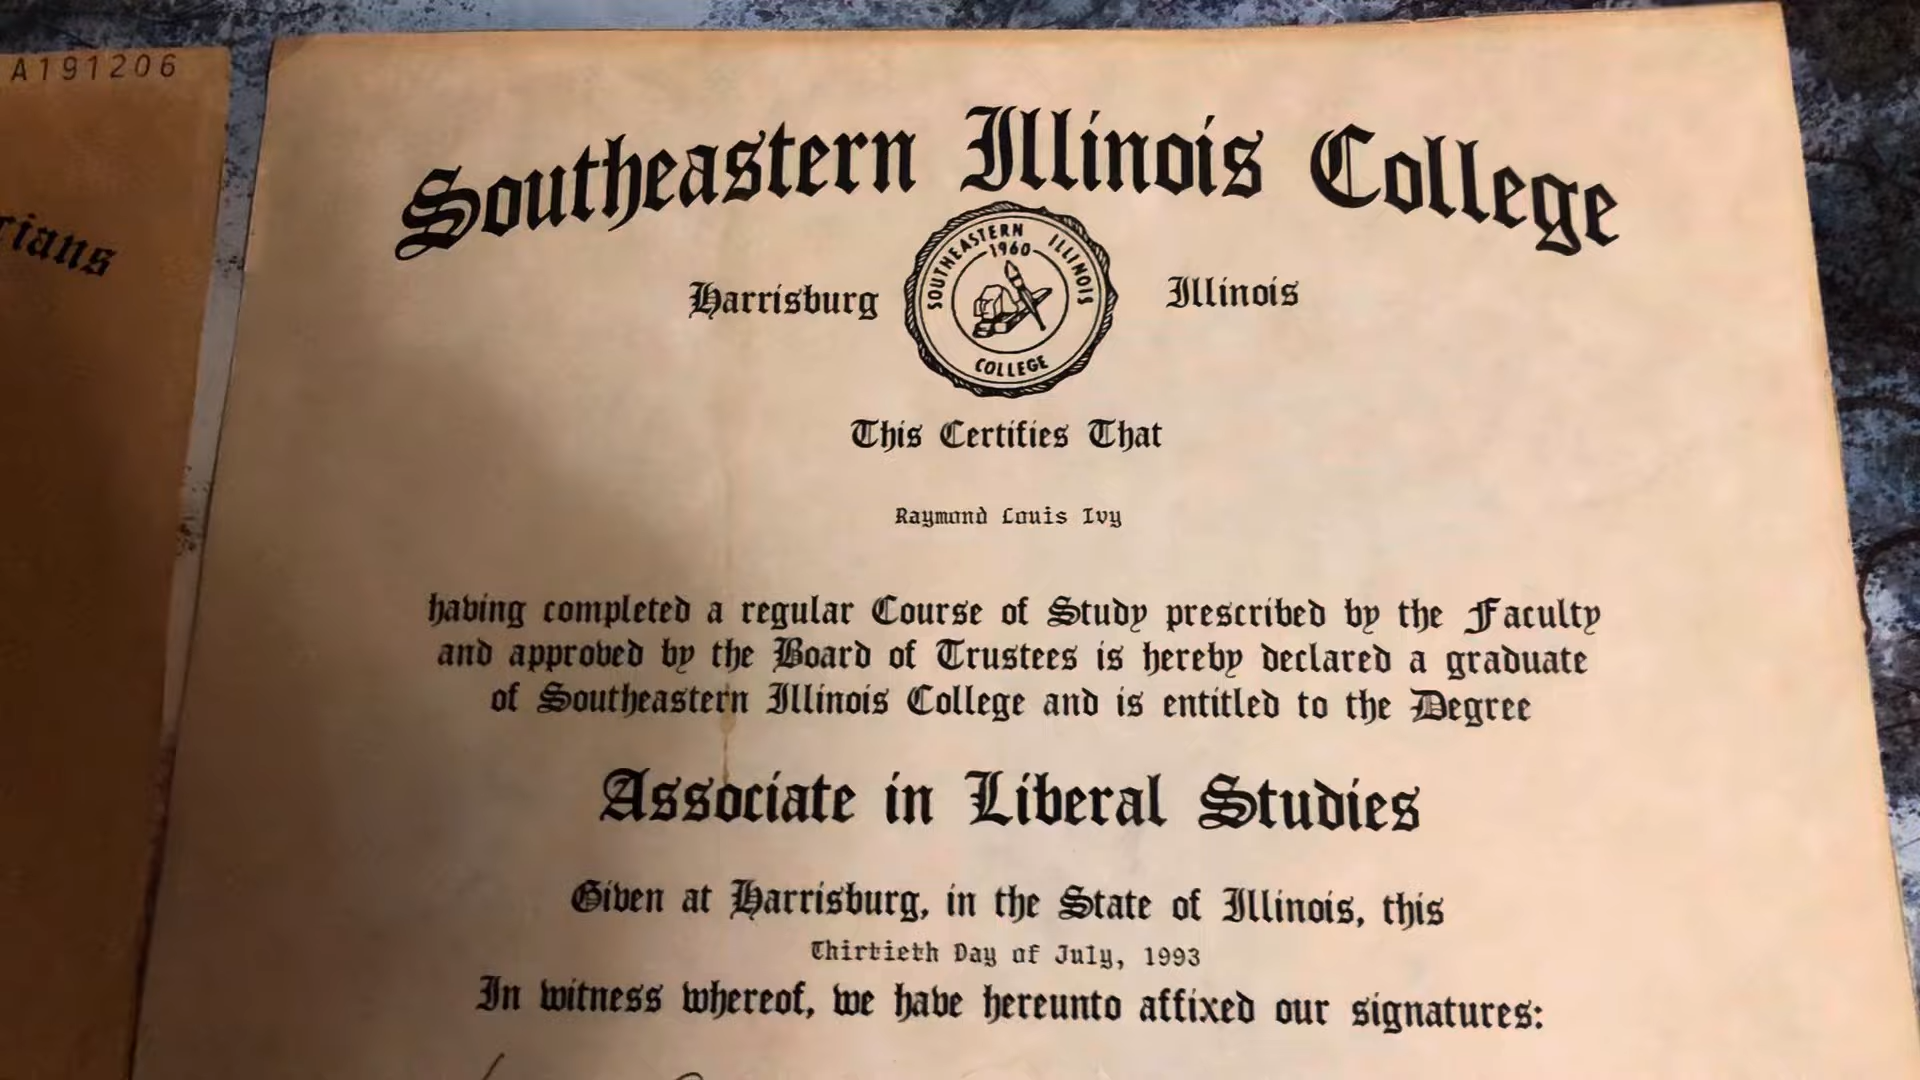 A191206
rians
Southeastern Illinois College
SOUTHEASTERN ILLINOIS
1960
COLLEGE
Harrisburg Illinois
This Certifies That
Raymond Louis Ivy
having completed a regular Course of Study prescribed by the Faculty
and approved by the Board of Trustees is hereby declared a graduate
of Southeastern Illinois College and is entitled to the Degree
Associate in Liberal Studies
Given at Harrisburg, in the State of Illinois, this
Thirtieth Day of July, 1993
In witness whereof, we have hereunto affixed our signatures: